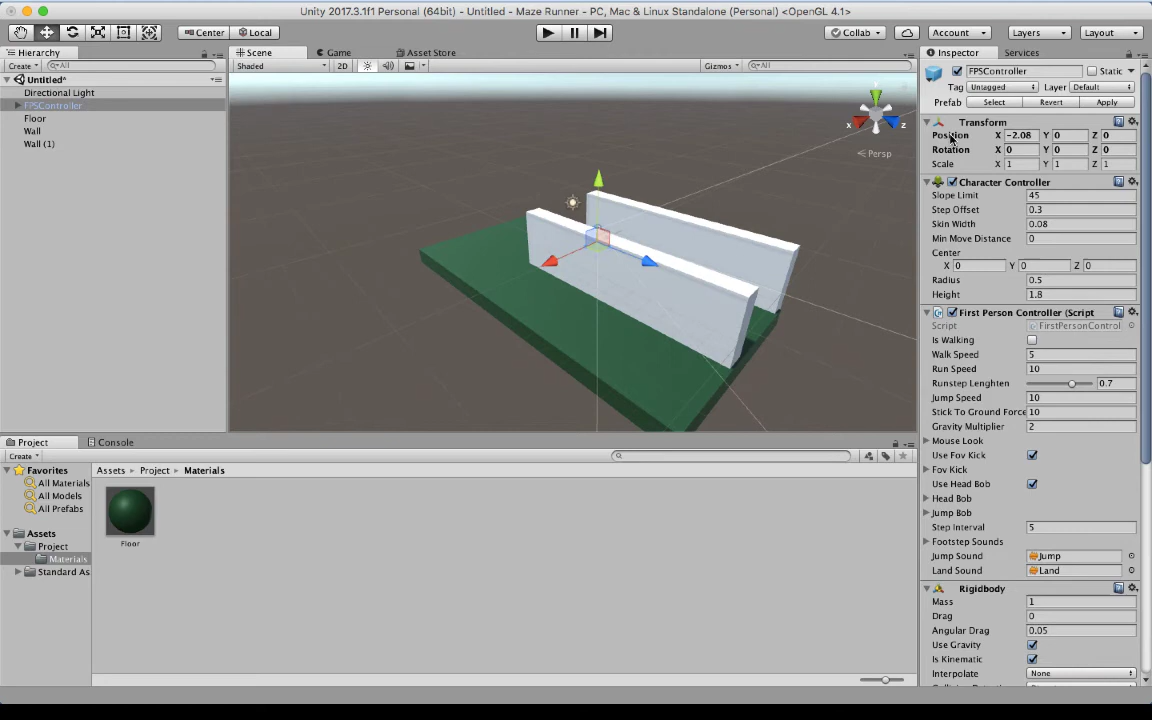 Unity 2017.3.1f1 Personal (64bit) - Untitled - Maze Runner - PC, Mac & Linux Standalone (Personal) <OpenGL 4.1>
Center Local Collab Account Layers Layout
Hierarchy
Create All
Untitled*
Directional Light
FPSController
Floor
Wall
Wall (1)
Scene Game Asset Store
Shaded 2D Gizmos All
x z
Persp
Inspector Services
FPSController Static
Tag Untagged Layer Default
Prefab Select Revert Apply
Transform
Position X -2.08 Y 0 Z 0
Rotation X 0 Y 0 Z 0
Scale X 1 Y 1 Z 1
Character Controller
Slope Limit 45
Step Offset 0.3
Skin Width 0.08
Min Move Distance 0
Center
X 0 Y 0 Z 0
Radius 0.5
Height 1.8
First Person Controller (Script
Script FirstPersonControl
Is Walking
Walk Speed 5
Run Speed 10
Runstep Lenghten 0.7
Jump Speed 10
Stick To Ground Force 10
Gravity Multiplier 2
Mouse Look
Use Fov Kick
Fov Kick
Use Head Bob
Head Bob
Jump Bob
Step Interval 5
Footstep Sounds
Jump Sound Jump
Land Sound Land
Rigidbody
Mass 1
Drag 0
Angular Drag 0.05
Use Gravity
Is Kinematic
Interpolate None
Project Console
Create
Favorites
All Materials
All Models
All Prefabs
Assets
Project
Materials
Standard As
Assets Project Materials
Floor